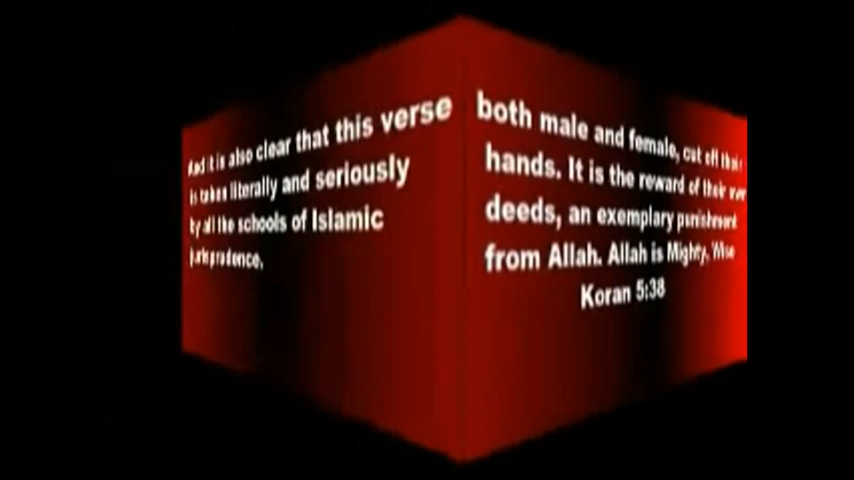 And it is also clear that this verse
is taken literally and seriously
by all the schools of Islamic
jurisprudence.
both male and female, cut off their
hands. It is the reward of their own
deeds, an exemplary punishment
from Allah. Allah is Mighty, Wise
Koran 5:38